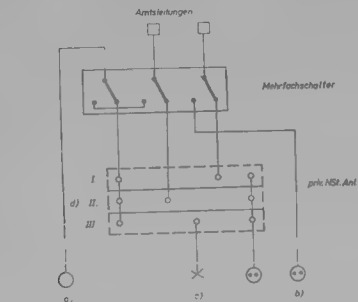 Amtsleitungen
Mehrfachschalter
I
priv. NSt. Anl.
d) II.
III
a)
c)
b)